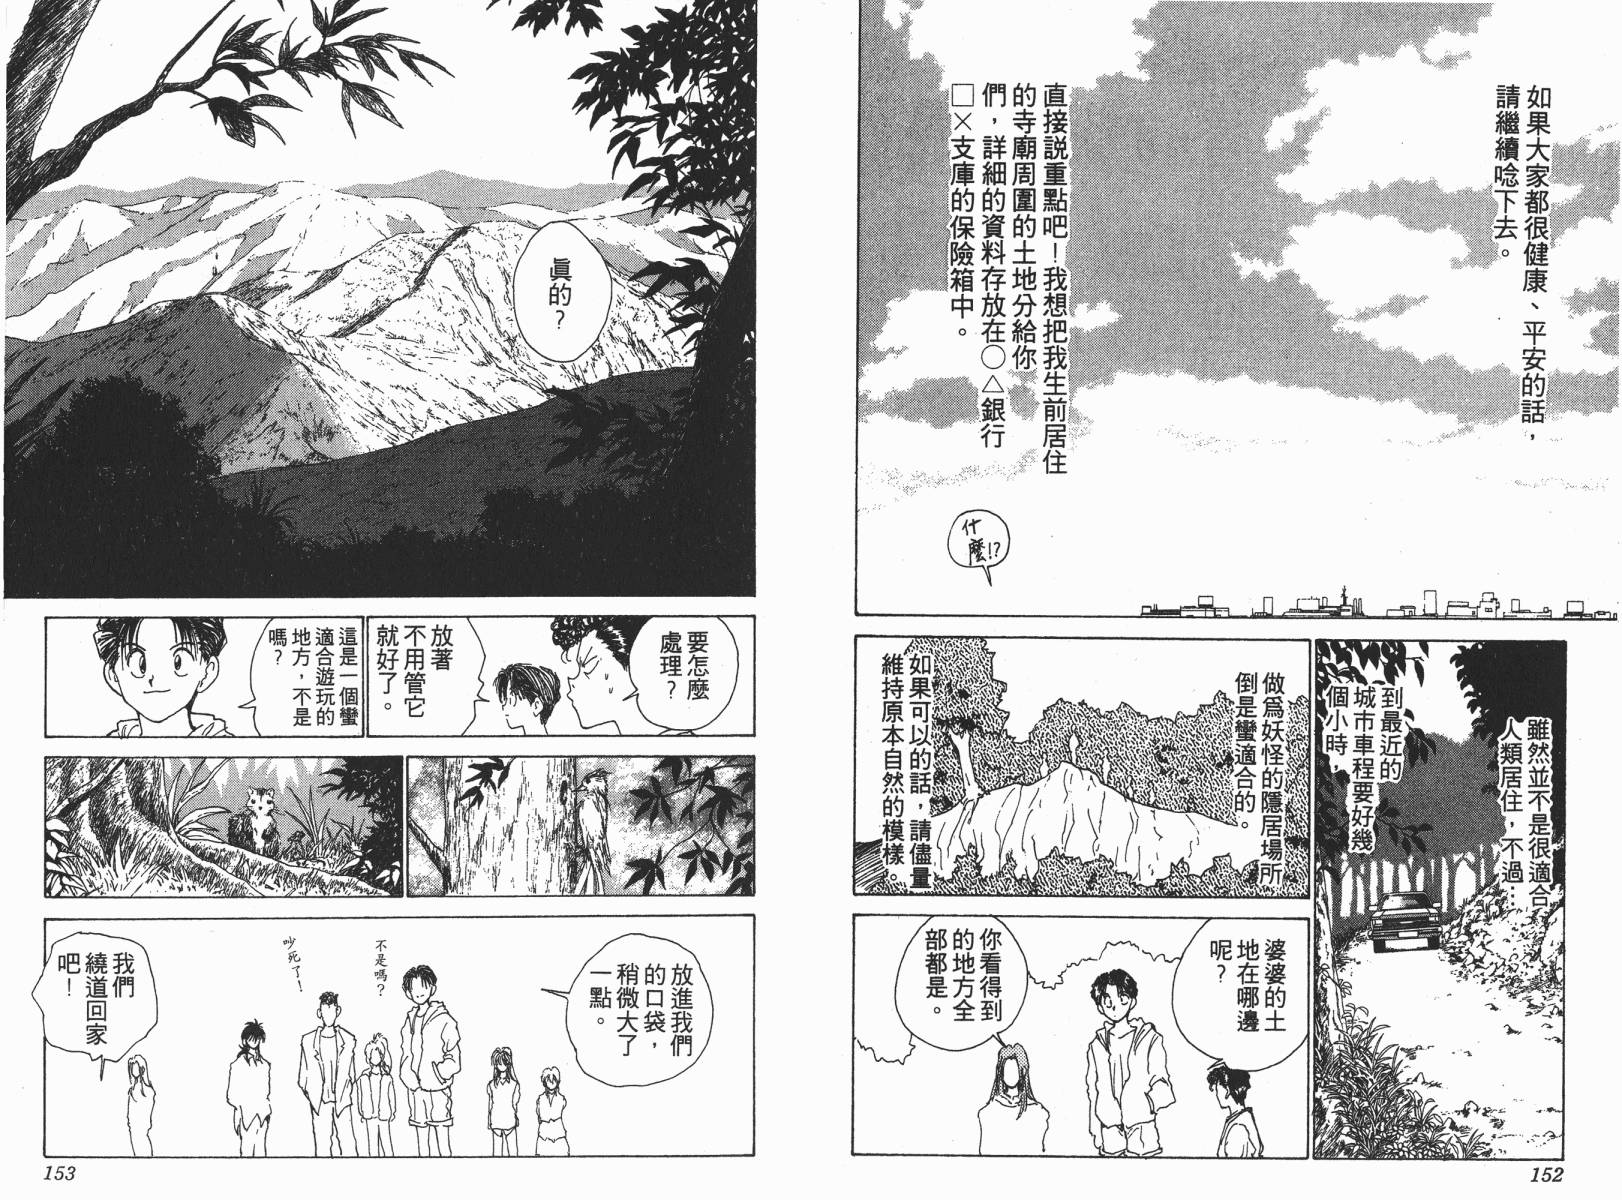 如果大家都很健康、平安的話，
請繼續唸下去。
直接説重點吧！我想把我生前居住
的寺廟周圍的土地分給你
們，詳細的資料存放在○△銀行
□×支庫的保險箱中。
什
麼!?
雖然並不是很適合
人類居住，不過…
到最近的
城市車程要好幾
個小時，
做爲妖怪的隱居場所
倒是蠻適合的。
如果可以的話，請儘量
維持原本自然的模樣。
婆婆的土
地在哪邊
呢？
你看得到
的地方全
部都是。
152
眞的？
要怎麼
處理？
放著
不用管它
就好了。
這是一個蠻
適合遊玩的
地方，不是
嗎？
放進我們
的口袋，
稍微大了
一點。
不是嗎？
吵死了！
我們
繞道回家
吧！
153